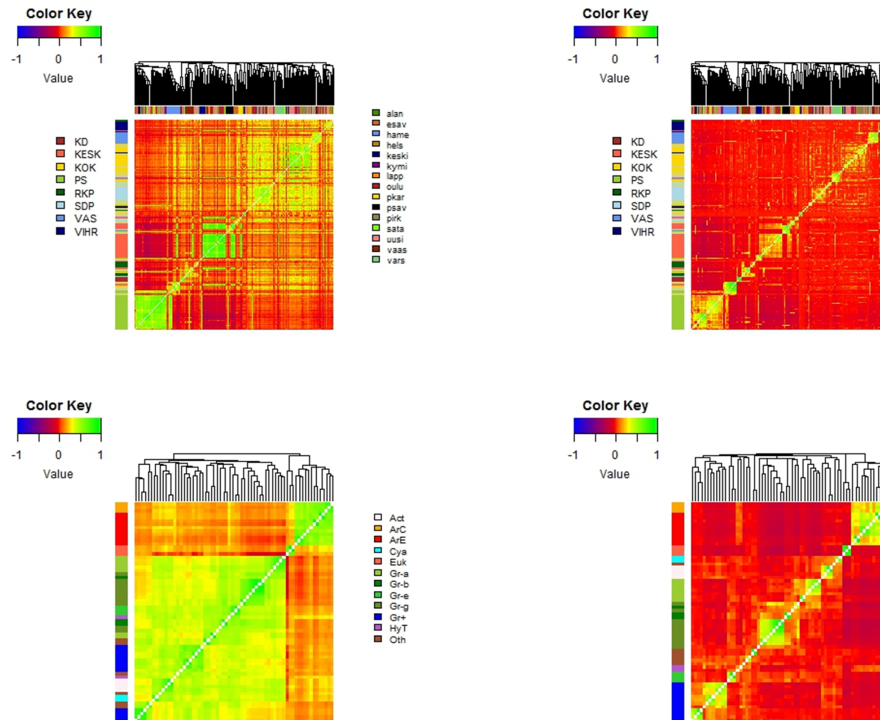 Color Key
-1 0 1
Value
KD
KESK
KOK
PS
RKP
SDP
VAS
VIHR
alan
esav
hame
hels
keski
kymi
lapp
oulu
pkar
psav
pirk
sata
uusi
vaas
vars
Color Key
-1 0 1
Value
KD
KESK
KOK
PS
RKP
SDP
VAS
VIHR
Color Key
-1 0 1
Value
Act
ArC
ArE
Cya
Euk
Gr-a
Gr-b
Gr-e
Gr-g
Gr+
HyT
Oth
Color Key
-1 0 1
Value